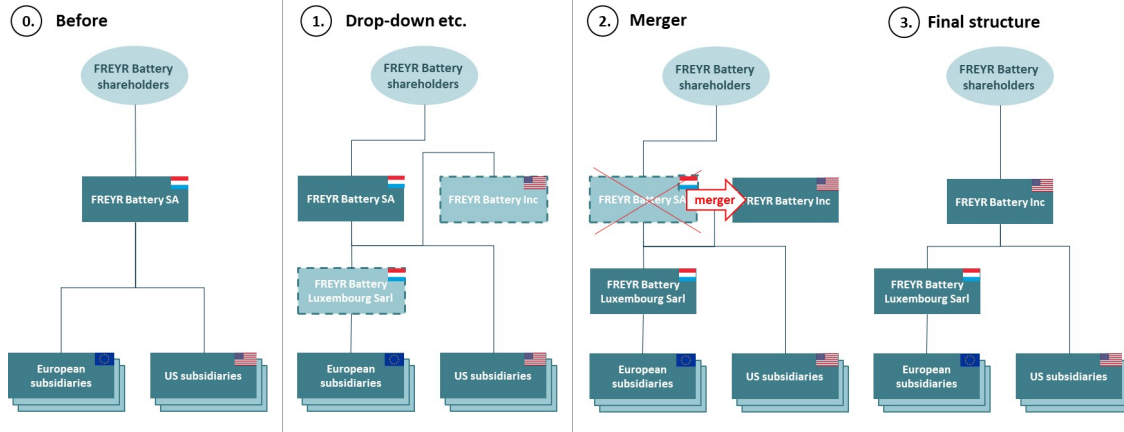 0. Before
FREYR Battery
shareholders
FREYR Battery SA
European
subsidiaries
US subsidiaries
1. Drop-down etc.
FREYR Battery
shareholders
FREYR Battery SA
FREYR Battery Inc
FREYR Battery
Luxembourg Sarl
European
subsidiaries
US subsidiaries
2. Merger
FREYR Battery
shareholders
FREYR Battery SA
merger
FREYR Battery Inc
FREYR Battery
Luxembourg Sarl
European
subsidiaries
US subsidiaries
3. Final structure
FREYR Battery
shareholders
FREYR Battery Inc
FREYR Battery
Luxembourg Sarl
European
subsidiaries
US subsidiaries